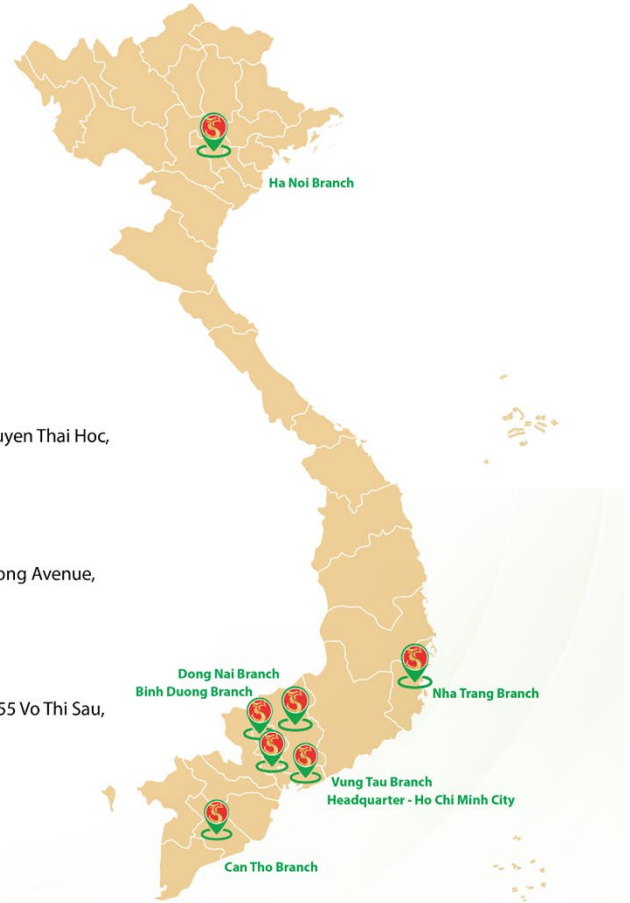 Ha Noi Branch
uyen Thai Hoc,
ong Avenue,
55 Vo Thi Sau,
Dong Nai Branch
Binh Duong Branch
Nha Trang Branch
Vung Tau Branch
Headquarter - Ho Chi Minh City
Can Tho Branch